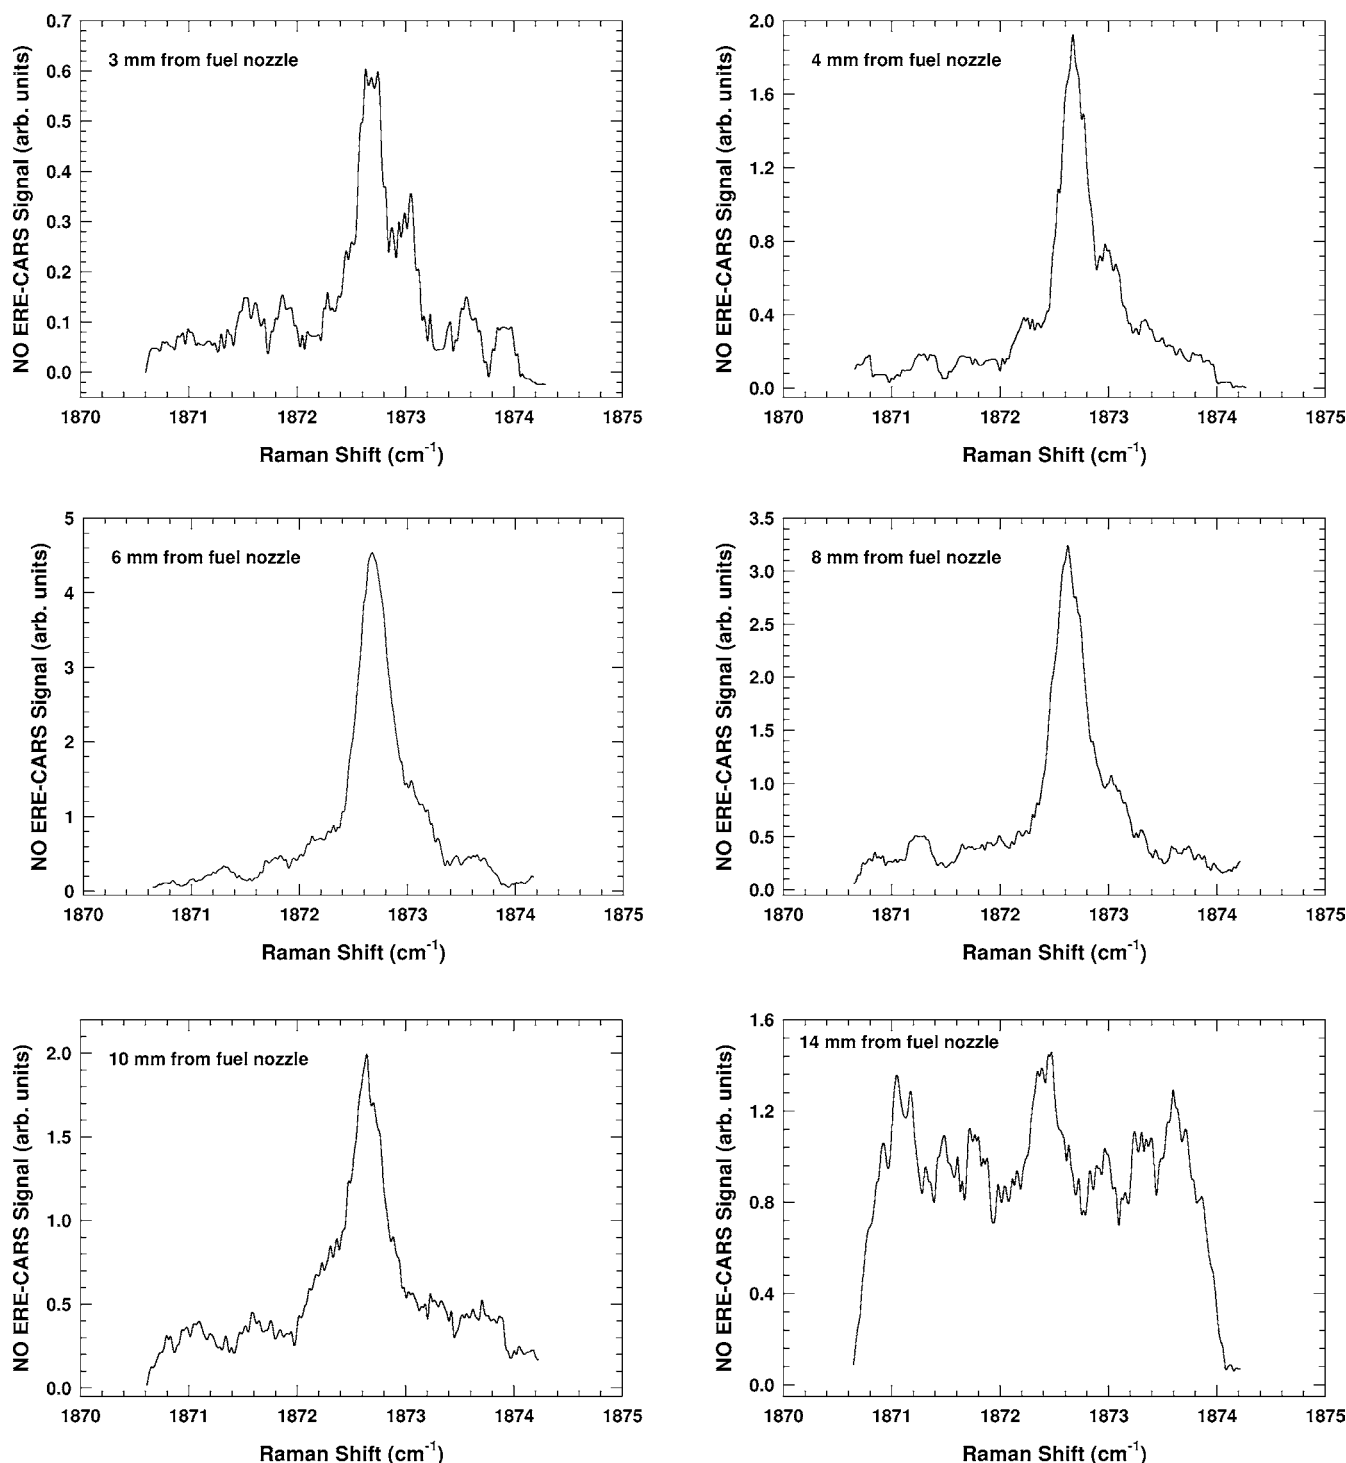 3 mm from fuel nozzle
NO ERE-CARS Signal (arb. units)
0.7
0.6
0.5
0.4
0.3
0.2
0.1
0.0
1870 1871 1872 1873 1874 1875
Raman Shift (cm-1)
4 mm from fuel nozzle
NO ERE-CARS Signal (arb. units)
2.0
1.6
1.2
0.8
0.4
0.0
1870 1871 1872 1873 1874 1875
Raman Shift (cm-1)
6 mm from fuel nozzle
NO ERE-CARS Signal (arb. units)
5
4
3
2
1
0
1870 1871 1872 1873 1874 1875
Raman Shift (cm-1)
8 mm from fuel nozzle
NO ERE-CARS Signal (arb. units)
3.5
3.0
2.5
2.0
1.5
1.0
0.5
0.0
1870 1871 1872 1873 1874 1875
Raman Shift (cm-1)
10 mm from fuel nozzle
NO ERE-CARS Signal (arb. units)
2.0
1.5
1.0
0.5
0.0
1870 1871 1872 1873 1874 1875
Raman Shift (cm-1)
14 mm from fuel nozzle
NO ERE-CARS Signal (arb. units)
1.6
1.2
0.8
0.4
0.0
1870 1871 1872 1873 1874 1875
Raman Shift (cm-1)